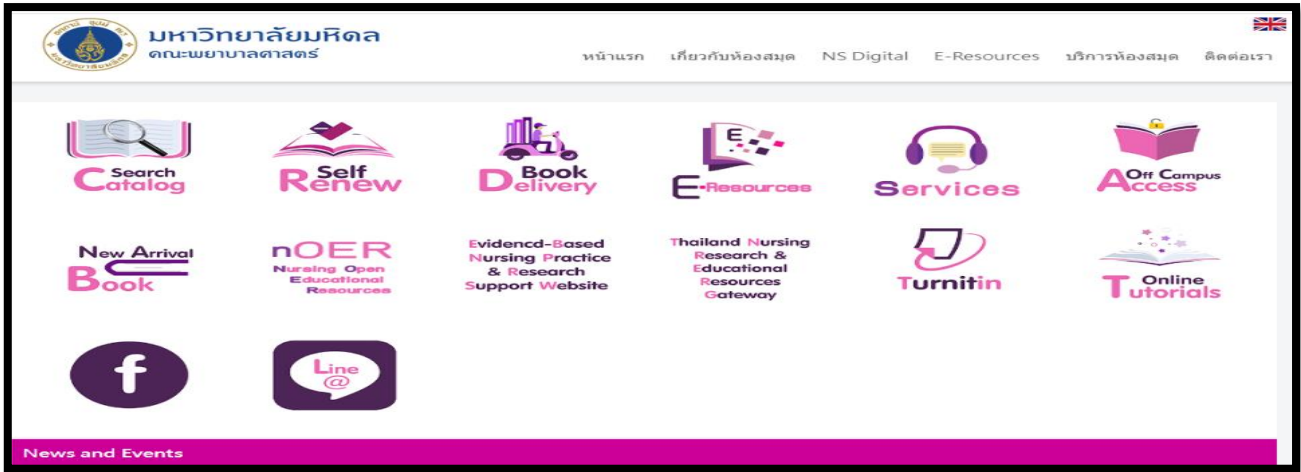 มหาวิทยาลัยมหิดล
คณะพยาบาลศาสตร์
หน้าแรก เกี่ยวกับห้องสมุด NS Digital E-Resources บริการห้องสมุด ติดต่อเรา
Search
Catalog
Self
Renew
Book
Delivery
E
E-Resources
Services
Off Campus
Access
New Arrival
Book
nOER
Nursing Open
Educational
Resources
Evidencd-Based
Nursing Practice
& Research
Support Website
Thailand Nursing
Research &
Educational
Resources
Gateway
Turnitin
Online
Tutorials
f
Line
@
News and Events